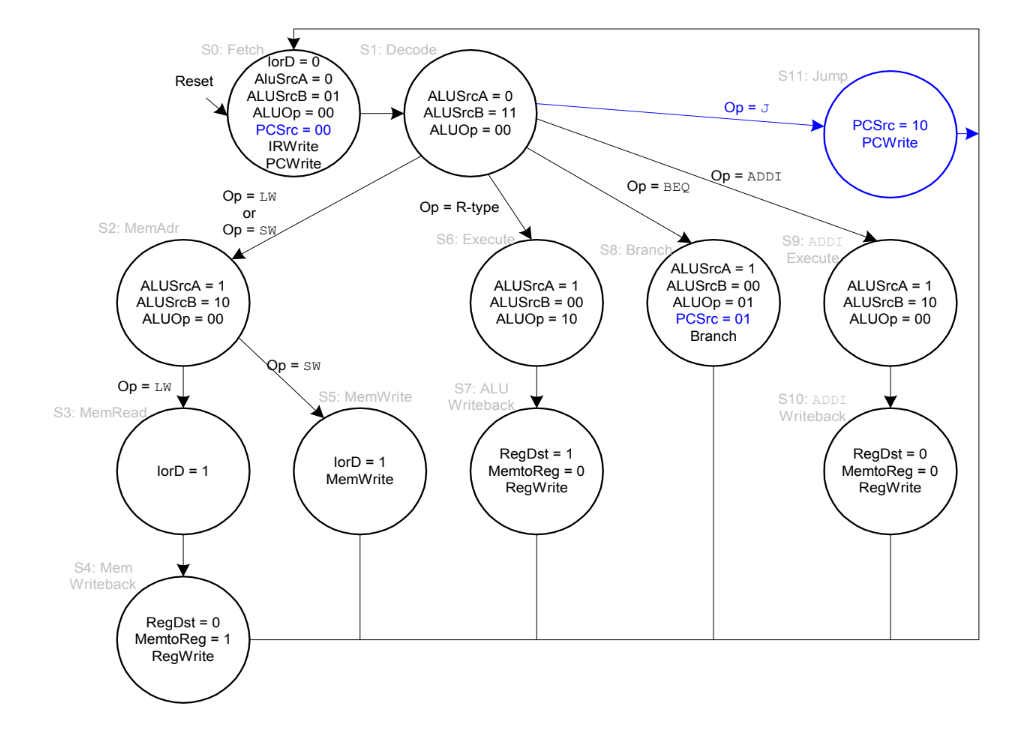 S0: Fetch
IorD = 0
AluSrcA = 0
ALUSrcB = 01
ALUOp = 00
PCSrc = 00
IRWrite
PCWrite
Reset
S1: Decode
ALUSrcA = 0
ALUSrcB = 11
ALUOp = 00
S11: Jump
PCSrc = 10
PCWrite
Op = J
Op = ADDI
Op = BEQ
Op = R-type
Op = LW
or
Op = SW
S2: MemAdr
ALUSrcA = 1
ALUSrcB = 10
ALUOp = 00
S6: Execute
ALUSrcA = 1
ALUSrcB = 00
ALUOp = 10
S8: Branch
ALUSrcA = 1
ALUSrcB = 00
ALUOp = 01
PCSrc = 01
Branch
S9: ADDI
Execute
ALUSrcA = 1
ALUSrcB = 10
ALUOp = 00
Op = LW
Op = SW
S3: MemRead
IorD = 1
S5: MemWrite
IorD = 1
MemWrite
S7: ALU
Writeback
RegDst = 1
MemtoReg = 0
RegWrite
S10: ADDI
Writeback
RegDst = 0
MemtoReg = 0
RegWrite
S4: Mem
Writeback
RegDst = 0
MemtoReg = 1
RegWrite